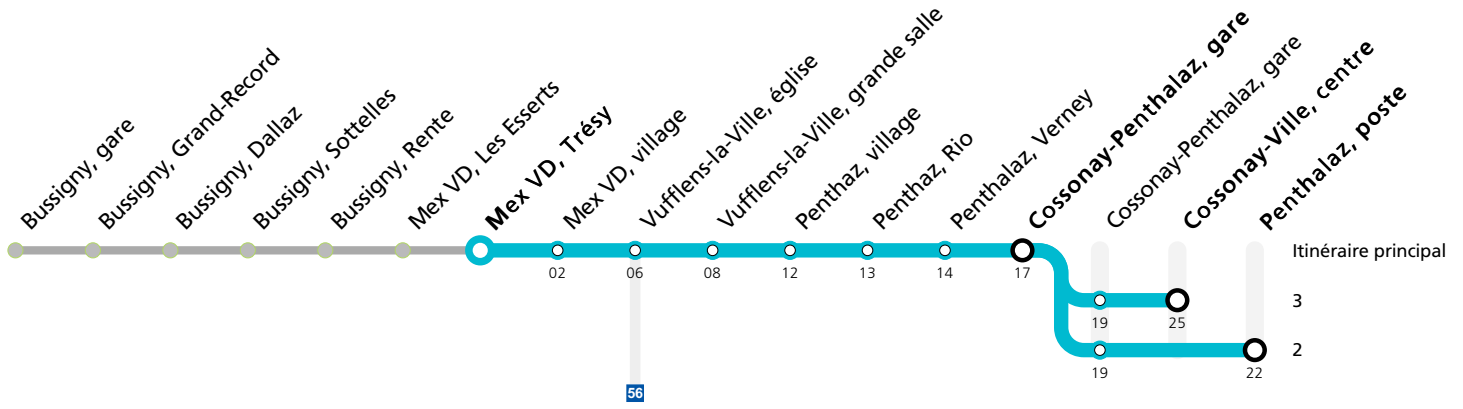 Bussigny, gare
Bussigny, Grand-Record
Bussigny, Dallaz
Bussigny, Sottelles
Bussigny, Rente
Mex VD, Les Esserts
Mex VD, Trésy
Mex VD, village
Vufflens-la-Ville, église
Vufflens-la-Ville, grande salle
Penthaz, village
Penthaz, Rio
Penthalaz, Verney
Cossonay-Penthalaz, gare
Cossonay-Penthalaz, gare
Cossonay-Ville, centre
Penthalaz, poste
Itinéraire principal
02 06 08 12 13 14 17
3
19 25
2
19 22
56